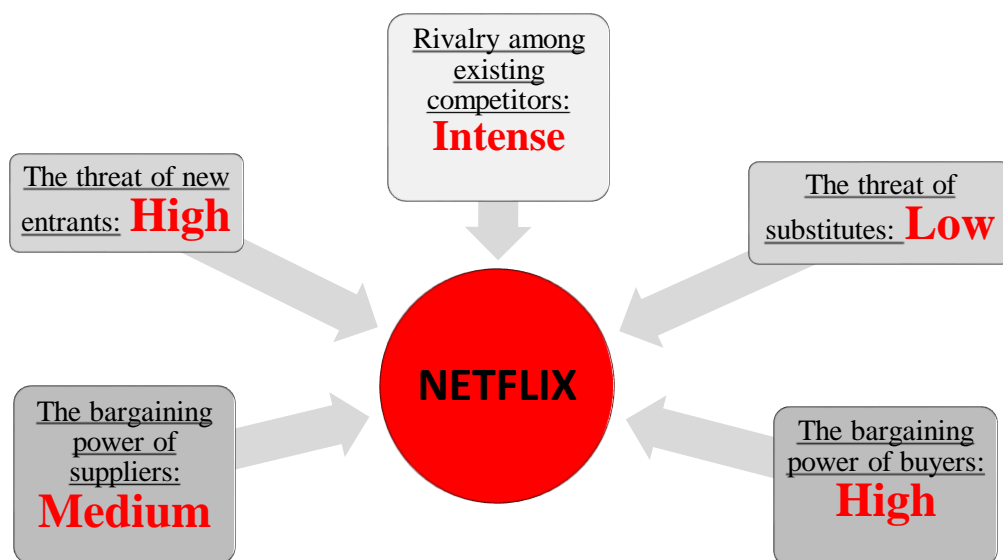 Rivalry among
existing
competitors:
Intense
The threat of new
entrants: High
The threat of
substitutes: Low
NETFLIX
The bargaining
power of
suppliers:
Medium
The bargaining
power of buyers:
High